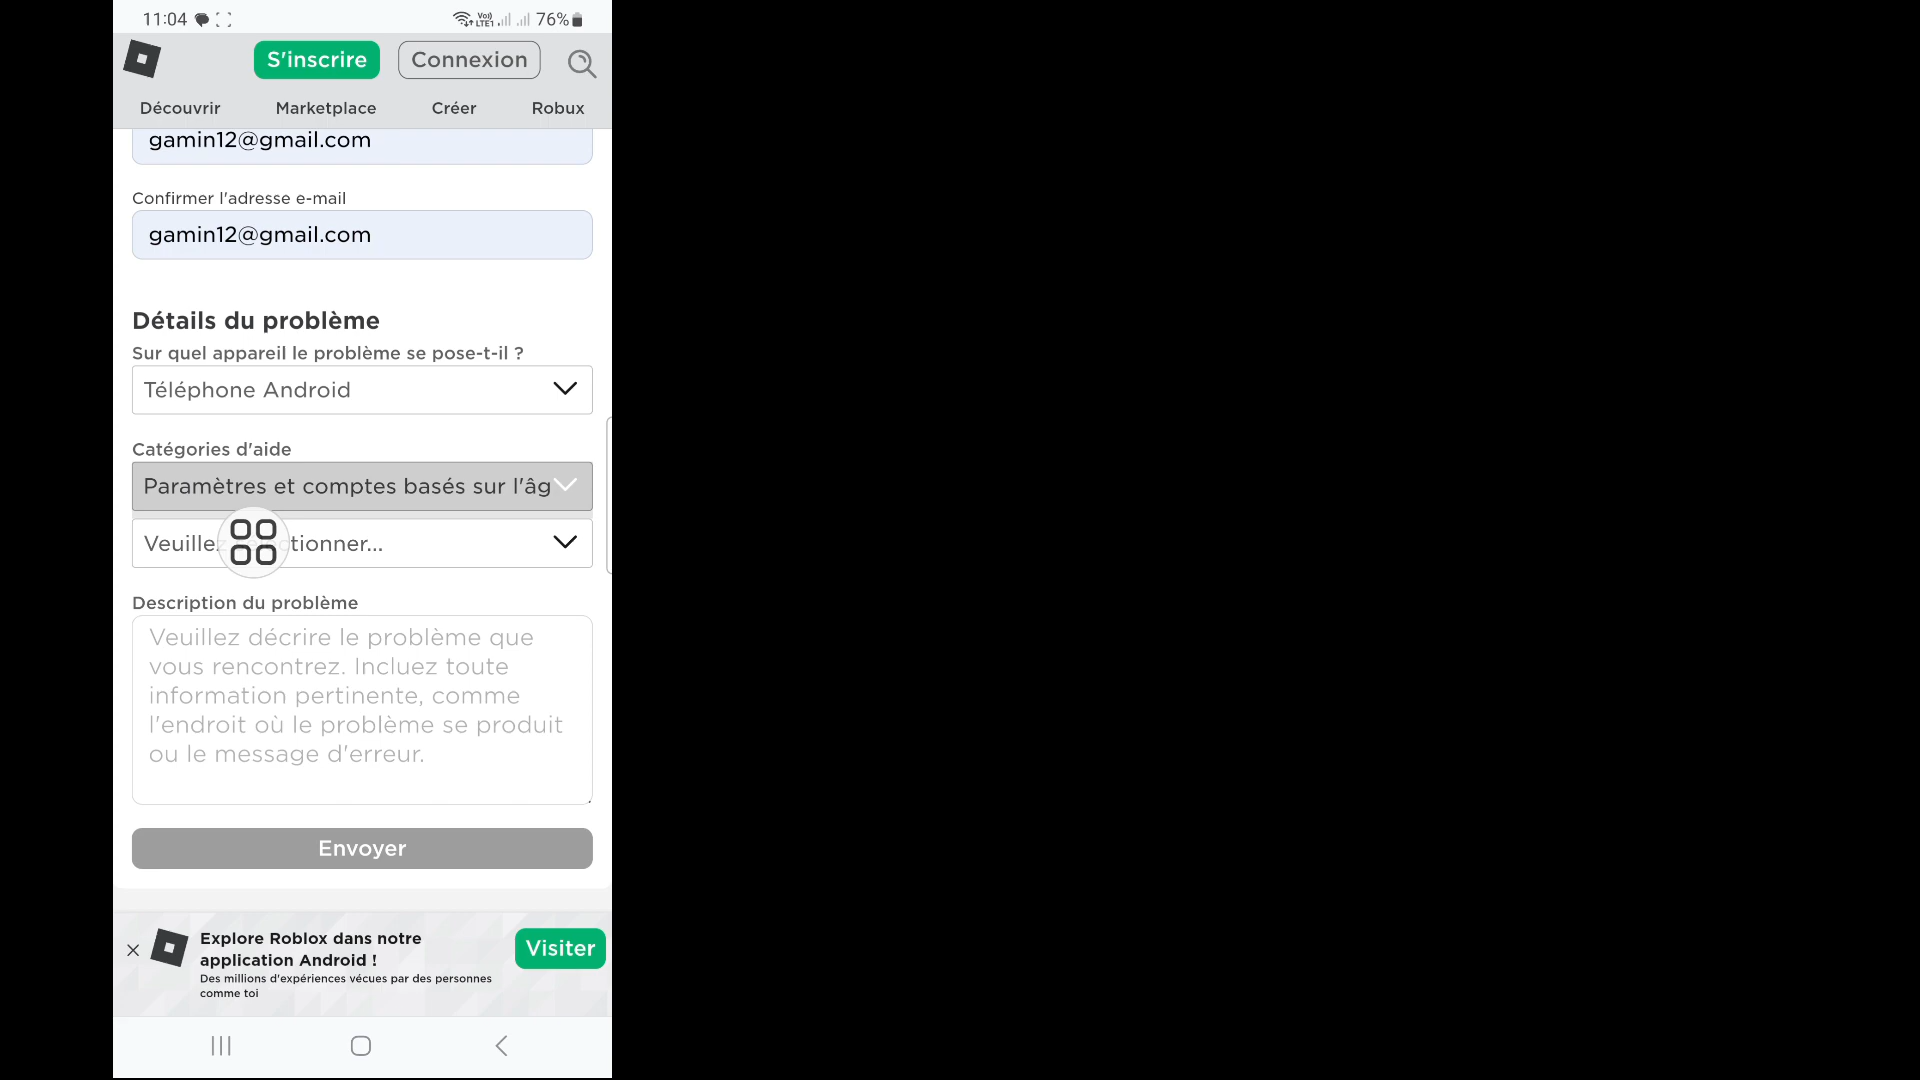 11:04
Vo)) LTE1 76%
S'inscrire
Connexion
Découvrir
Marketplace
Créer
Robux
gamin12@gmail.com
Confirmer l'adresse e-mail
gamin12@gmail.com
Détails du problème
Sur quel appareil le problème se pose-t-il ?
Téléphone Android
Catégories d'aide
Paramètres et comptes basés sur l'âg
Description du problème
Veuillez décrire le problème que
vous rencontrez. Incluez toute
information pertinente, comme
l'endroit où le problème se produit
ou le message d'erreur.
Envoyer
Explore Roblox dans notre
application Android !
Des millions d'expériences vécues par des personnes
comme toi
Visiter